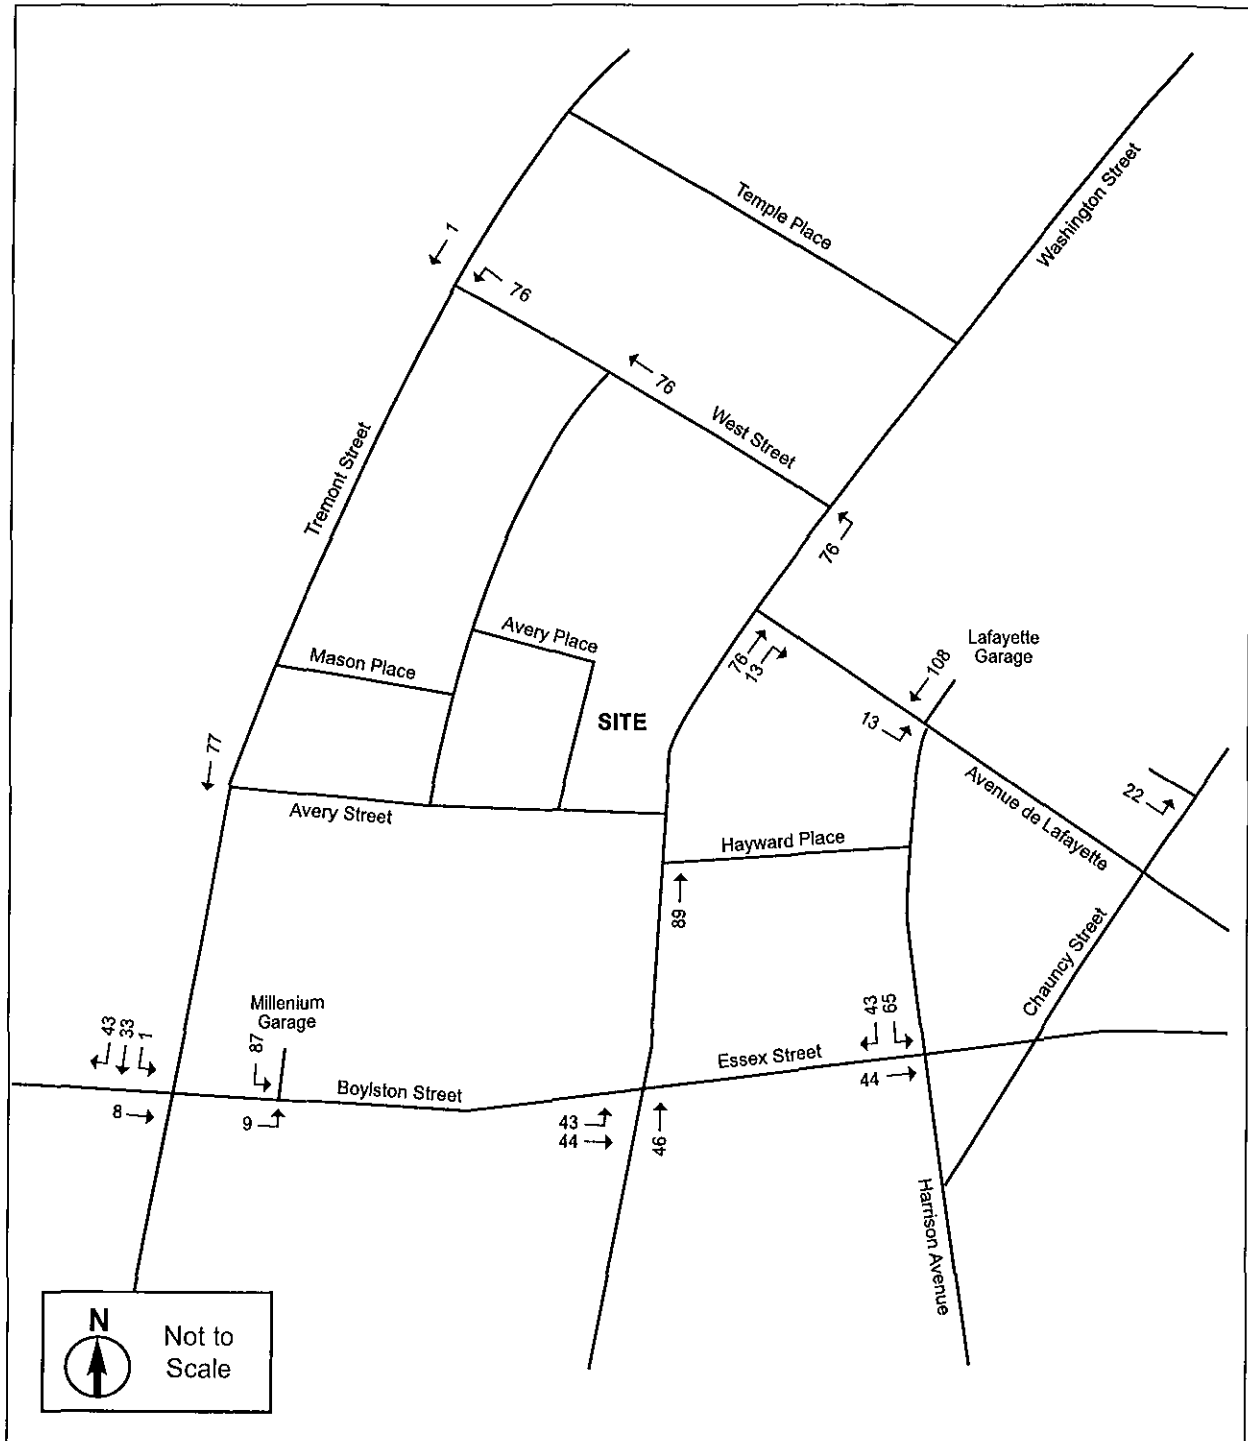 Temple Place
Washington Street
1
76
76
West Street
Tremont Street
76
Avery Place
Mason Place
SITE
76
13
Lafayette
Garage
108
13
77
Avenue de Lafayette
22
Avery Street
Hayward Place
89
Chauncy Street
Millenium
Garage
43
33
1
87
43
65
Essex Street
44
Boylston Street
8
9
43
44
46
Harrison Avenue
N
Not to
Scale